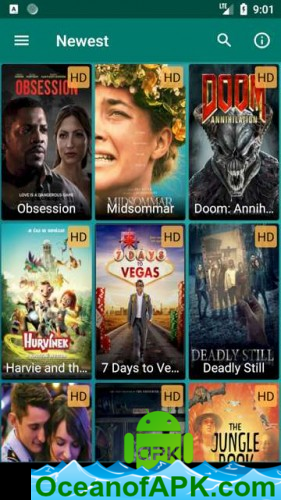 9:01
Newest
HD
OBSESSION
LOVE IS A DANGEROUS GAME
Obsession
HD
MIDSOMMAR
Midsommar
HD
DOOM
ANNIHILATION
Doom: Annih...
HD
HURVÍNEK
Harvie and th...
HD
7 DAYS
TO
VEGAS
7 Days to Ve...
HD
DEADLY STILL
Deadly Still
HD
HD
HD
THE
JUNGLE
BOOK
APK
OceanofAPK.com